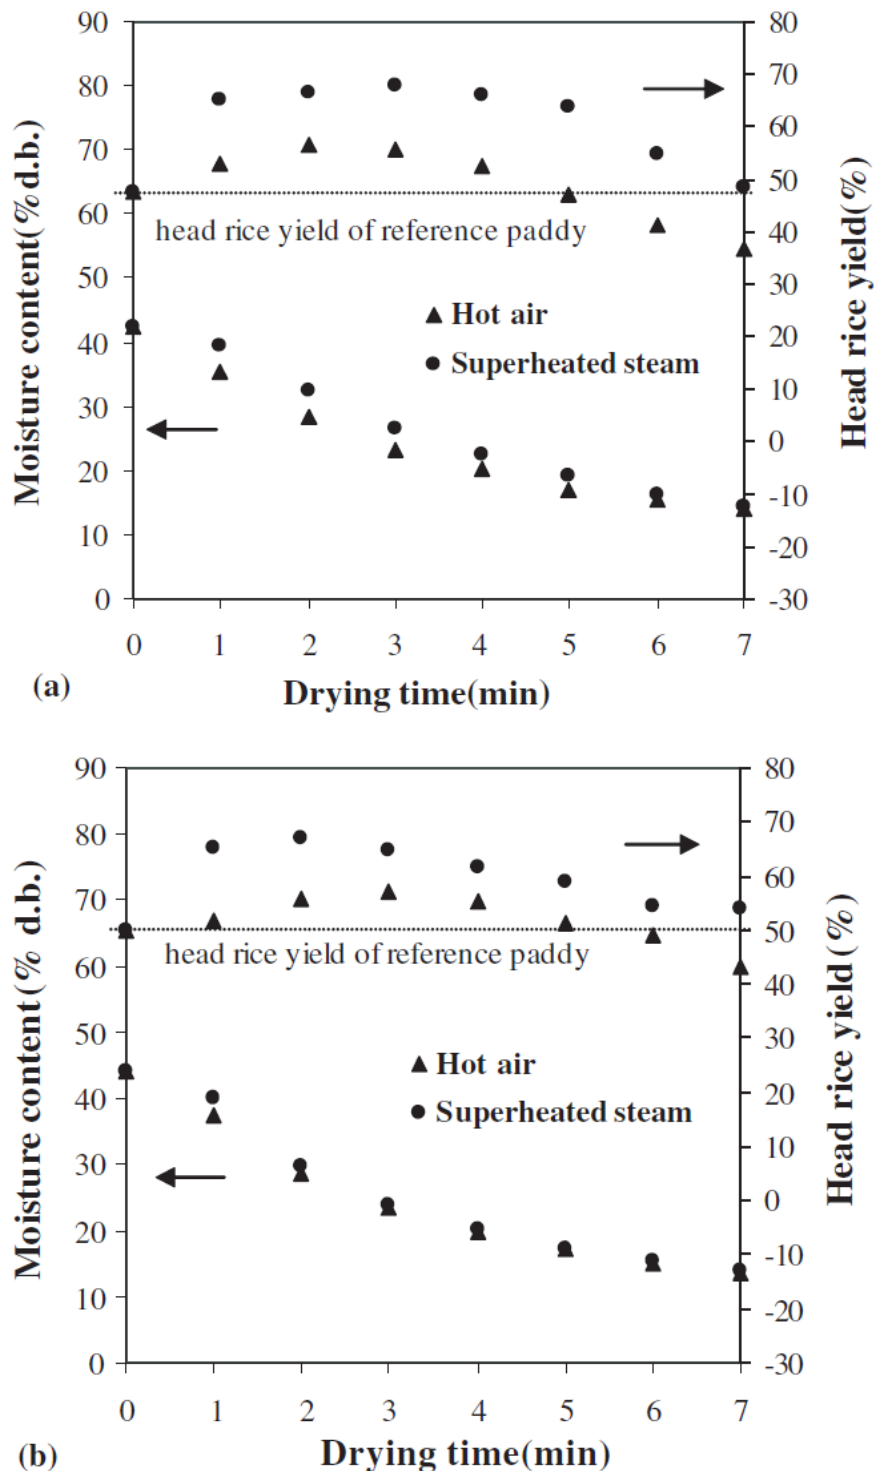 90
80
70
60
50
40
30
20
10
0
Moisture content(%d.b.)
80
70
60
50
40
30
20
10
0
-10
-20
-30
Head rice yield(%)
head rice yield of reference paddy
Hot air
Superheated steam
0 1 2 3 4 5 6 7
(a)
Drying time(min)
90
80
70
60
50
40
30
20
10
0
Moisture content(% d.b.)
80
70
60
50
40
30
20
10
0
-10
-20
-30
Head rice yield(%)
head rice yield of reference paddy
Hot air
Superheated steam
0 1 2 3 4 5 6 7
(b)
Drying time(min)